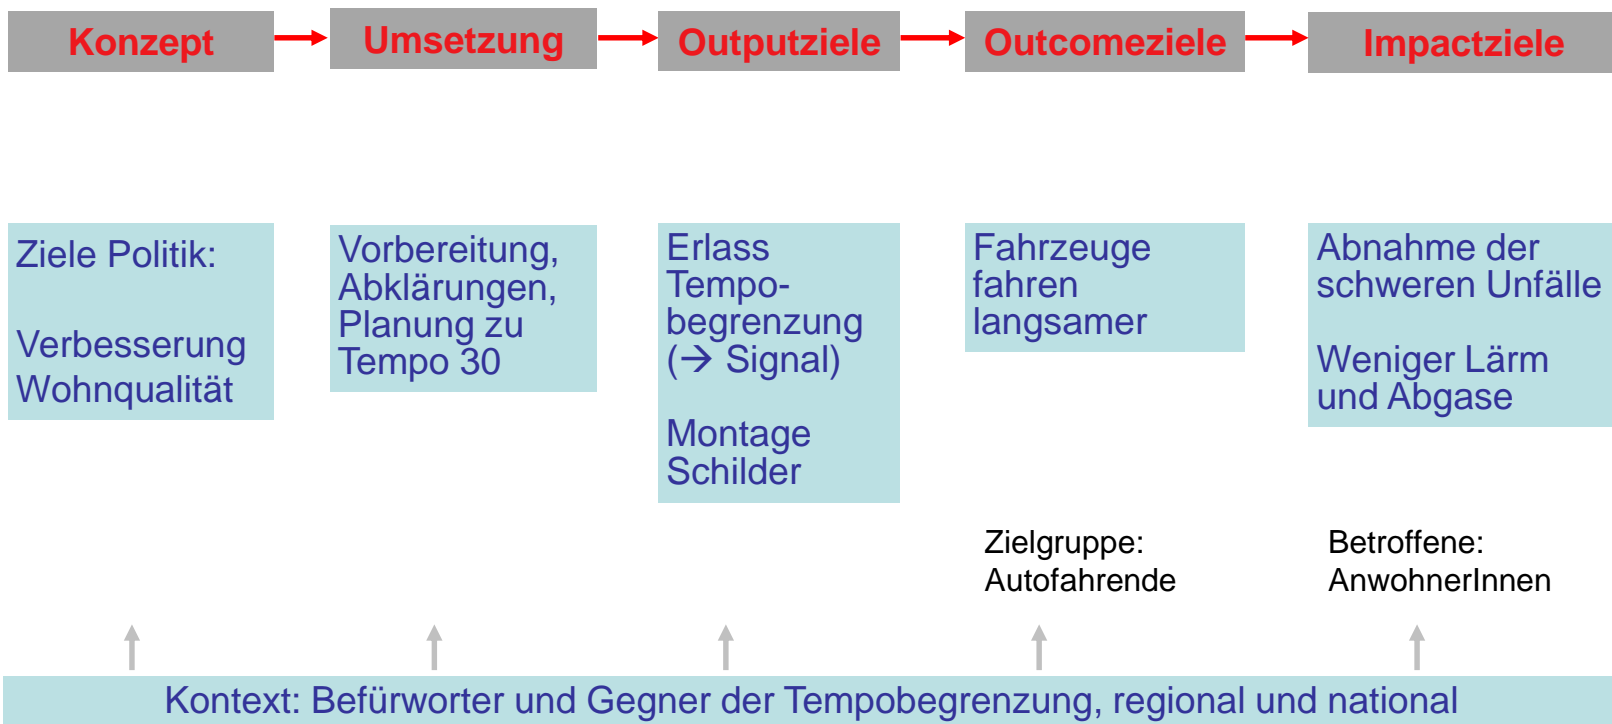 Konzept
Umsetzung
Outputziele
Outcomeziele
Impactziele
Ziele Politik:
Verbesserung
Wohnqualität
Vorbereitung,
Abklärungen,
Planung zu
Tempo 30
Erlass
Tempo-
begrenzung
(→ Signal)
Montage
Schilder
Fahrzeuge
fahren
langsamer
Abnahme der
schweren Unfälle
Weniger Lärm
und Abgase
Zielgruppe:
Autofahrende
Betroffene:
AnwohnerInnen
Kontext: Befürworter und Gegner der Tempobegrenzung, regional und national